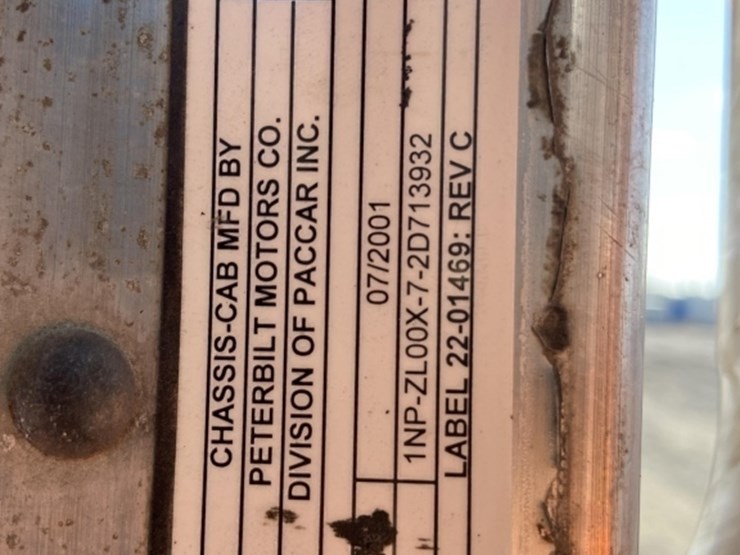 CHASSIS-CAB MFD BY
PETERBILT MOTORS CO.
DIVISION OF PACCAR INC.
07/2001
1NP-ZL00X-7-2D713932
LABEL 22-01469: REV C